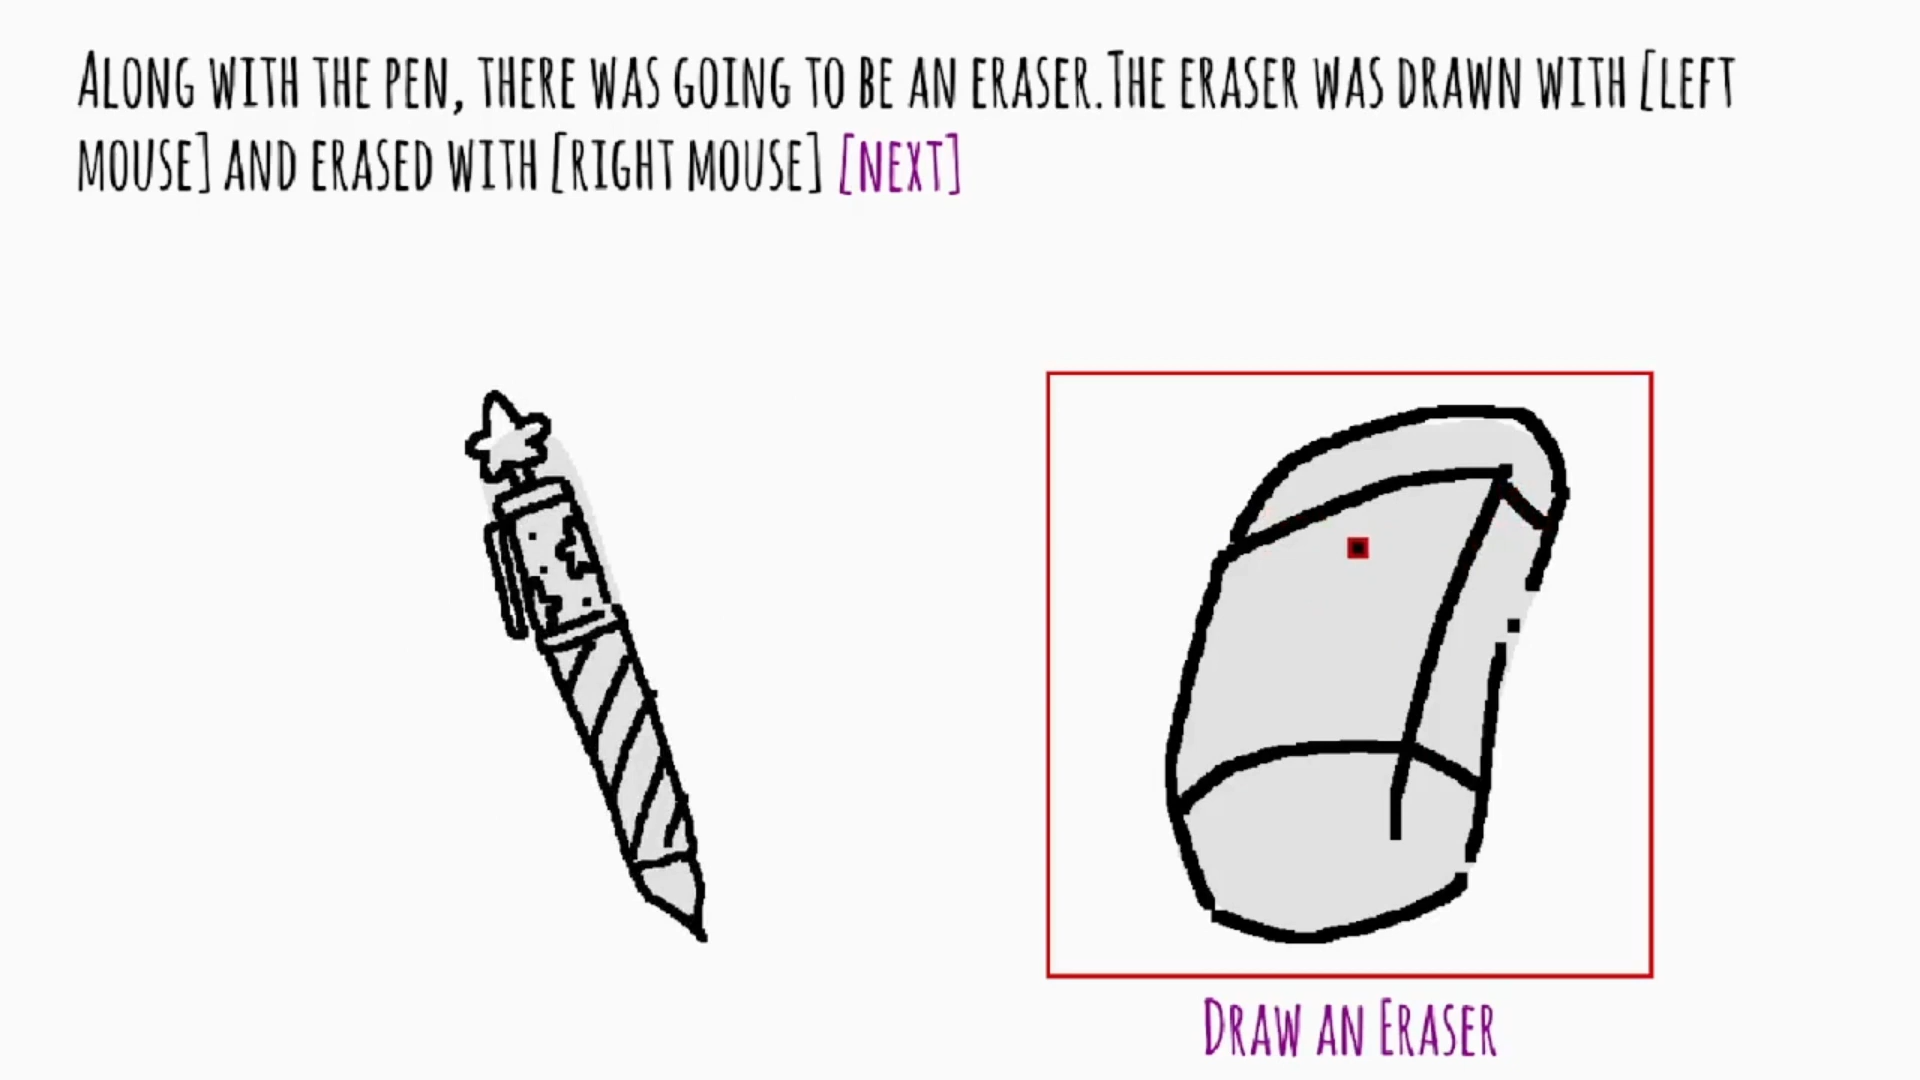 Along with the pen, there was going to be an eraser.The eraser was drawn with [left
mouse] and erased with [right mouse] [next]
Draw an Eraser